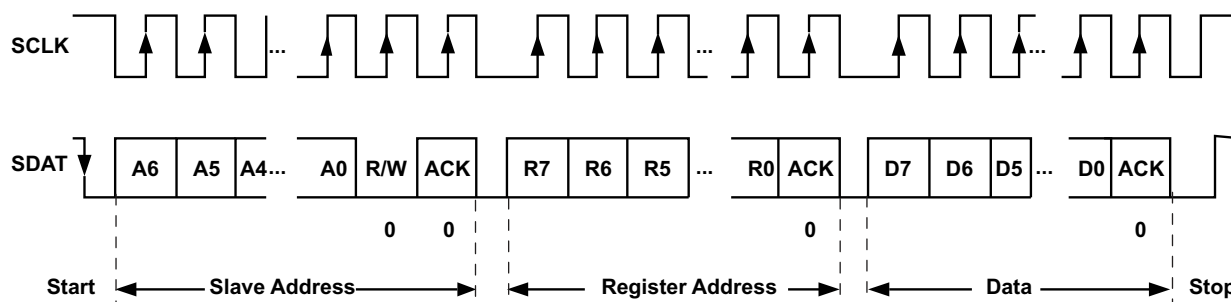 SCLK ... ... ...
SDAT A6 A5 A4... A0 R/W ACK R7 R6 R5 ... R0 ACK D7 D6 D5 ... D0 ACK
0 0 0 0
Start Slave Address Register Address Data Stop